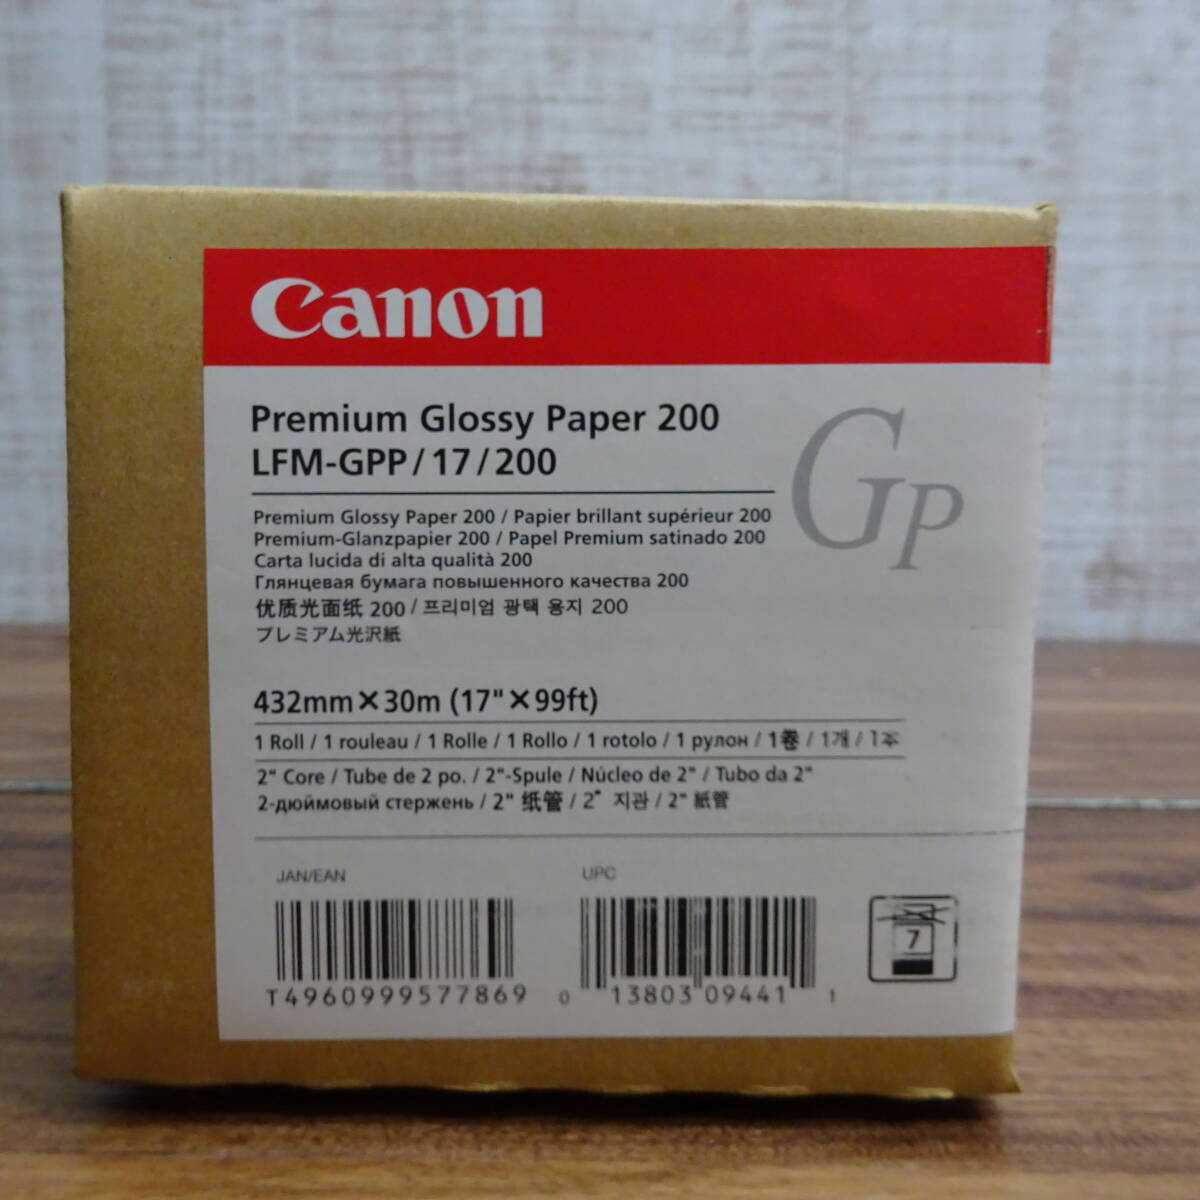 Canon
Premium Glossy Paper 200
LFM-GPP/17/200
GP
Premium Glossy Paper 200 / Papier brillant supérieur 200
Premium-Glanzpapier 200 / Papel Premium satinado 200
Carta lucida di alta qualità 200
Глянцевая бумага повышенного качества 200
优质光面纸 200 / 프리미엄 광택 용지 200
プレミアム光沢紙
432mm×30m (17"×99ft)
1 Roll / 1 rouleau / 1 Rolle / 1 Rollo / 1 rotolo / 1 рулон / 1卷 / 1개 / 1本
2" Core / Tube de 2 po. / 2"-Spule / Núcleo de 2" / Tubo da 2"
2-дюймовый стержень / 2" 纸管 / 2" 지관 / 2" 紙管
JAN/EAN
UPC
7
T4960999577869
0 13803 09441 1